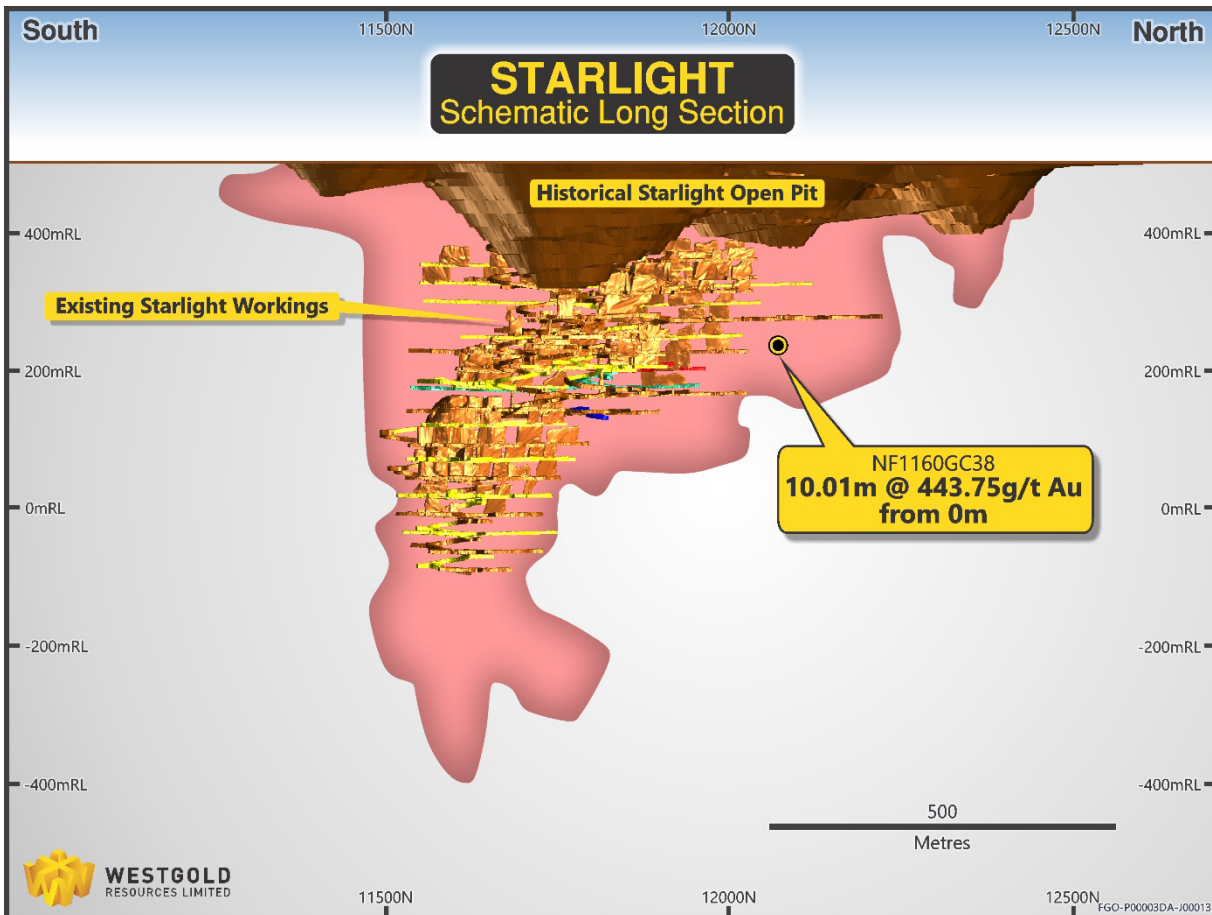 South
11500N
12000N
12500N
North
STARLIGHT
Schematic Long Section
Historical Starlight Open Pit
400mRL
400mRL
Existing Starlight Workings
200mRL
200mRL
NF1160GC38
10.01m @ 443.75g/t Au
from 0m
0mRL
0mRL
-200mRL
-200mRL
-400mRL
-400mRL
500
Metres
WESTGOLD
RESOURCES LIMITED
11500N
12000N
12500N
FGO-P00003DA-J00013